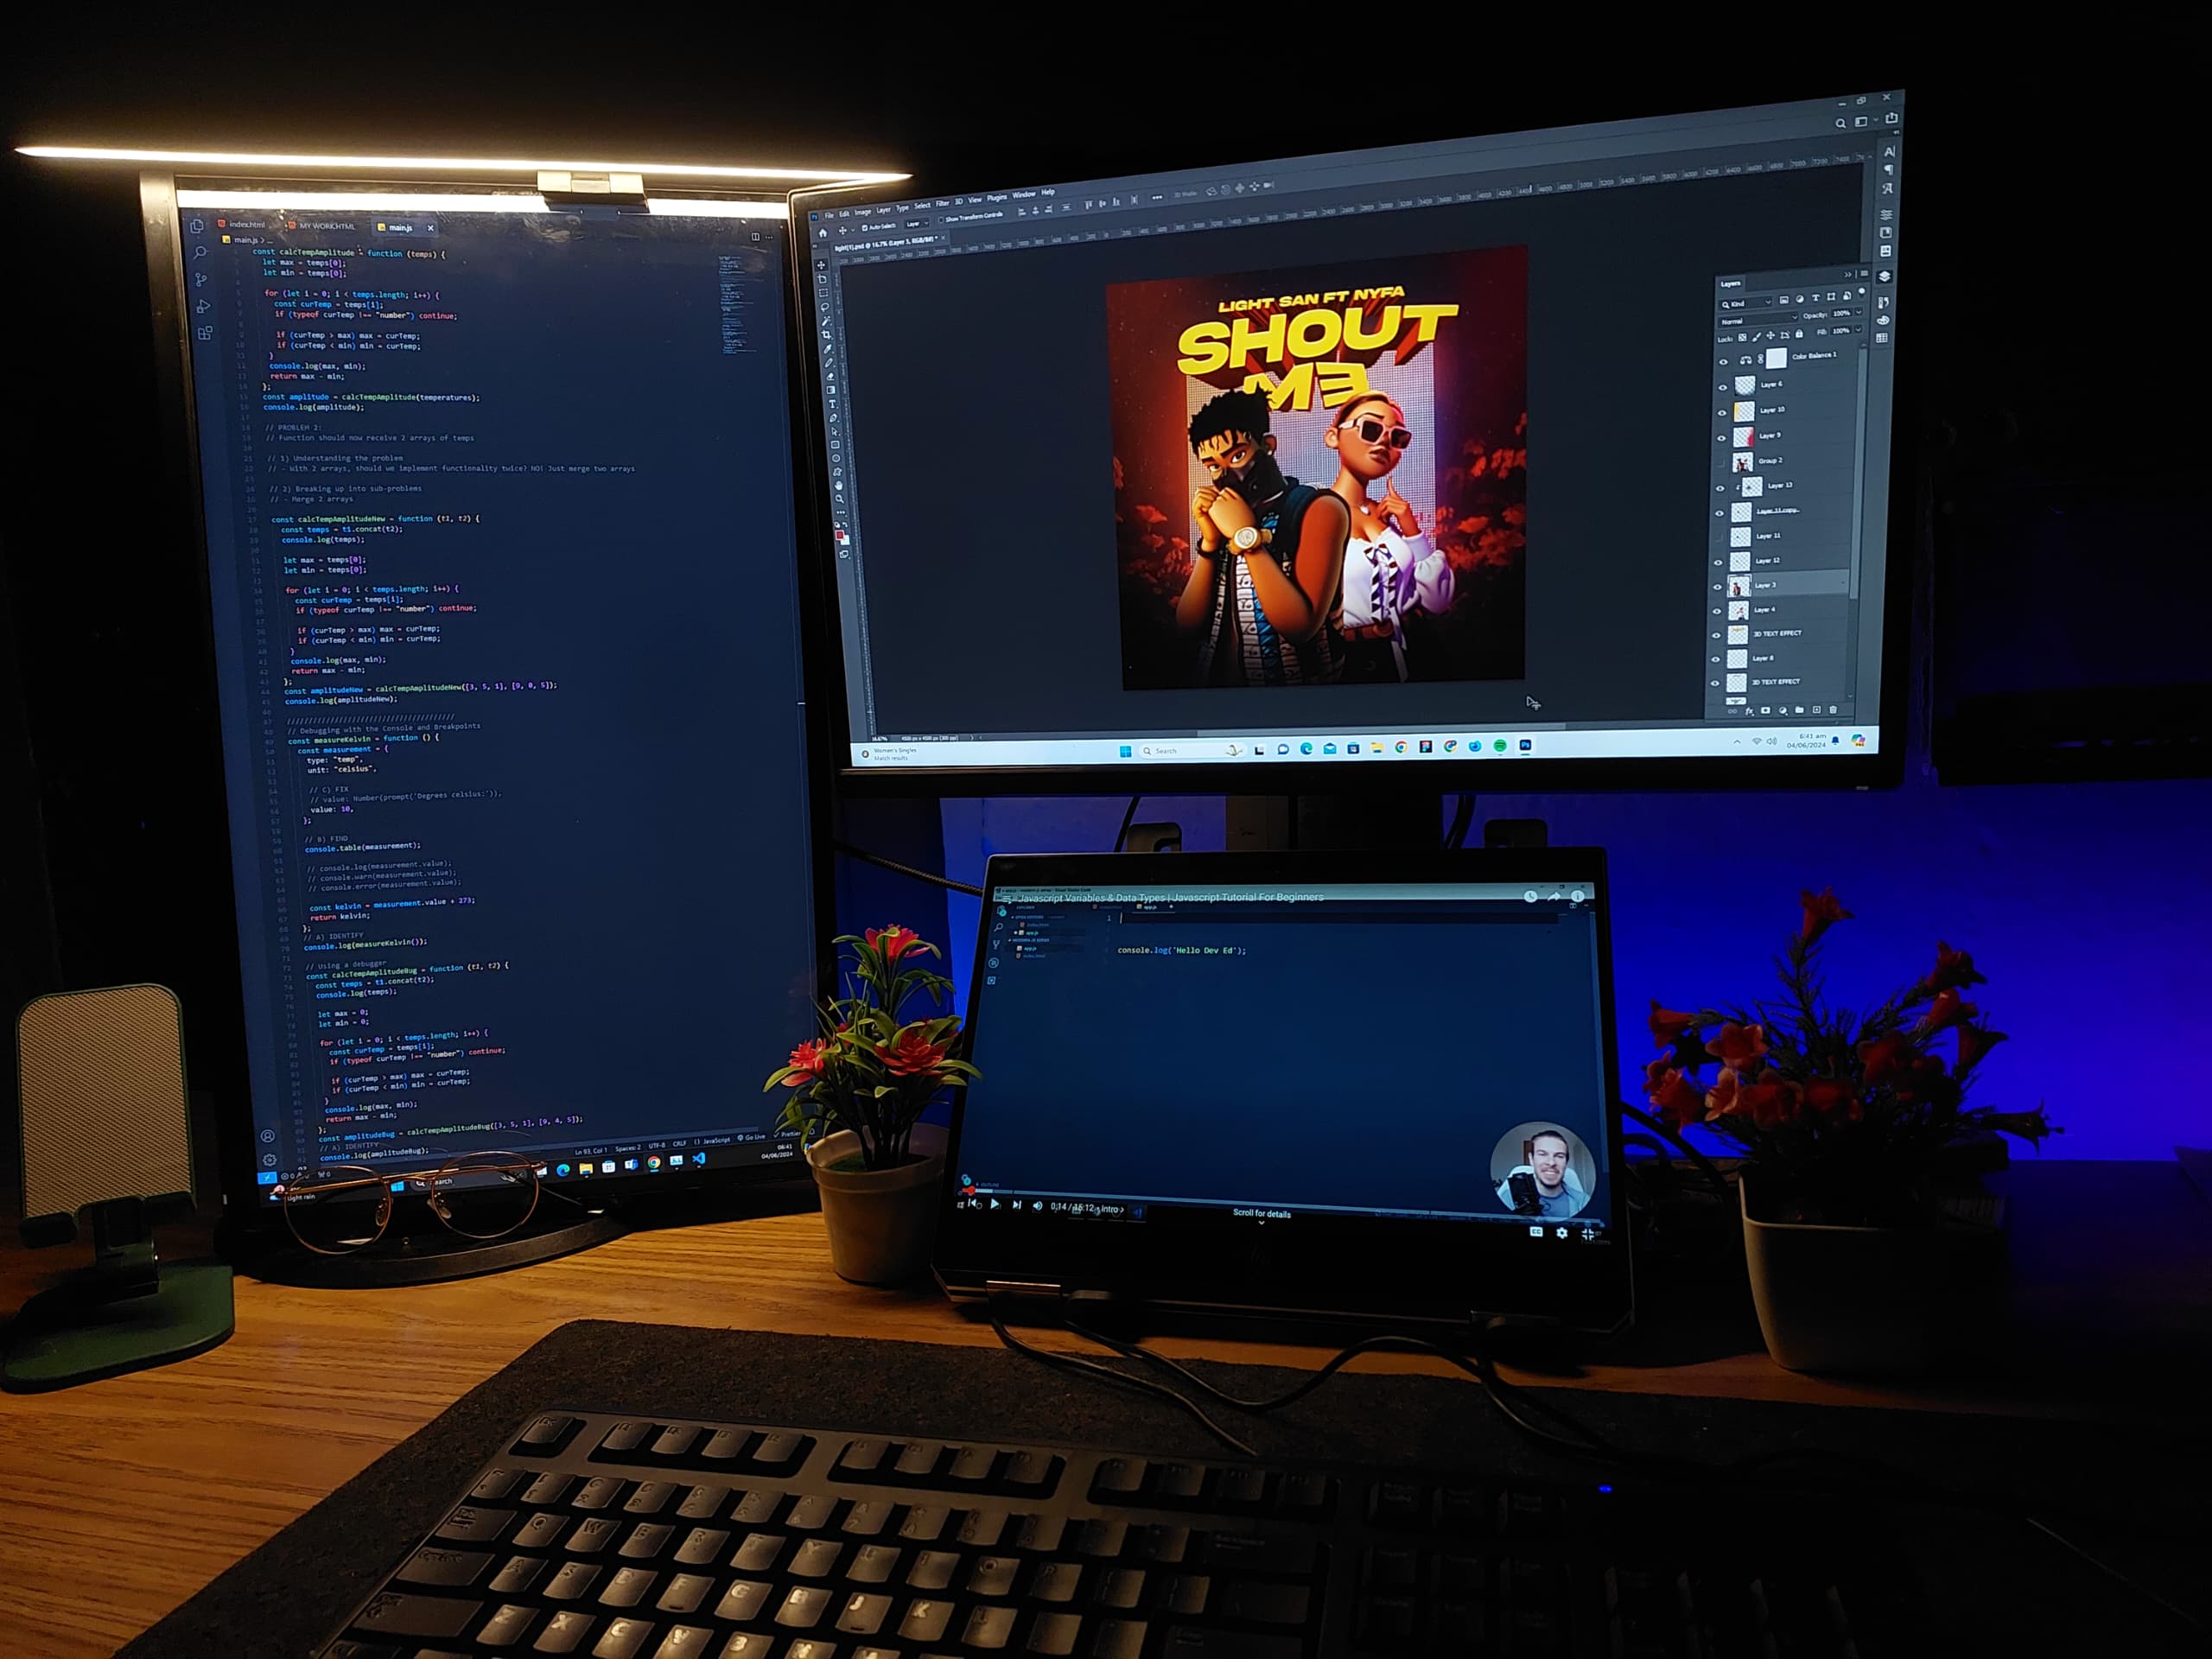 index.html
MY WORK.HTML
main.js
main.js > ...
const calcTempAmplitude = function (temps) {
let max = temps[0];
let min = temps[0];
for (let i = 0; i < temps.length; i++) {
const curTemp = temps[i];
if (typeof curTemp !== "number") continue;
if (curTemp > max) max = curTemp;
if (curTemp < min) min = curTemp;
}
console.log(max, min);
return max - min;
};
const amplitude = calcTempAmplitude(temperatures);
console.log(amplitude);
// PROBLEM 2:
// Function should now receive 2 arrays of temps
// 1) Understanding the problem
// - With 2 arrays, should we implement functionality twice? NO! Just merge two arrays
// 2) Breaking up into sub-problems
// - Merge 2 arrays
const calcTempAmplitudeNew = function (t1, t2) {
const temps = t1.concat(t2);
console.log(temps);
let max = temps[0];
let min = temps[0];
for (let i = 0; i < temps.length; i++) {
const curTemp = temps[i];
if (typeof curTemp !== "number") continue;
if (curTemp > max) max = curTemp;
if (curTemp < min) min = curTemp;
}
console.log(max, min);
return max - min;
};
const amplitudeNew = calcTempAmplitudeNew([3, 5, 1], [9, 0, 5]);
console.log(amplitudeNew);
// Debugging with the Console and Breakpoints
const measureKelvin = function () {
const measurement = {
type: "temp",
unit: "celsius",
// C) FIX
// value: Number(prompt('Degrees celsius:')),
value: 10,
};
// B) FIND
console.table(measurement);
// console.log(measurement.value);
// console.warn(measurement.value);
// console.error(measurement.value);
const kelvin = measurement.value + 273;
return kelvin;
};
// A) IDENTIFY
console.log(measureKelvin());
// Using a debugger
const calcTempAmplitudeBug = function (t1, t2) {
const temps = t1.concat(t2);
console.log(temps);
let max = 0;
let min = 0;
for (let i = 0; i < temps.length; i++) {
const curTemp = temps[i];
if (typeof curTemp !== "number") continue;
if (curTemp > max) max = curTemp;
if (curTemp < min) min = curTemp;
}
console.log(max, min);
return max - min;
};
const amplitudeBug = calcTempAmplitudeBug([3, 5, 1], [9, 4, 5]);
// A) IDENTIFY
console.log(amplitudeBug);
Ln 93, Col 1 Spaces: 2 UTF-8 CRLF {} JavaScript Go Live Prettier
06:41
04/06/2024
Light rain
File Edit Image Layer Type Select Filter 3D View Plugins Window Help
Auto-Select: Layer Show Transform Controls
LIGHT SAN FT NYFA
SHOUT
ME
Layers
Kind
Normal Opacity: 100%
Lock: Fill: 100%
Color Balance 1
Layer 6
Layer 10
Layer 9
Group 2
Layer 13
Layer 11 copy
Layer 11
Layer 12
Layer 3
Layer 4
3D TEXT EFFECT
Layer 8
3D TEXT EFFECT
16.67%
Women's Singles
Match results
Search
6:41 am
04/06/2024
Javascript Variables & Data Types | Javascript Tutorial For Beginners
app.js
1
console.log('Hello Dev Ed');
0:14 / 16:12 • Intro >
Scroll for details
Q W E R T Y U I O P
A S D F G H J K L
Z X C V B